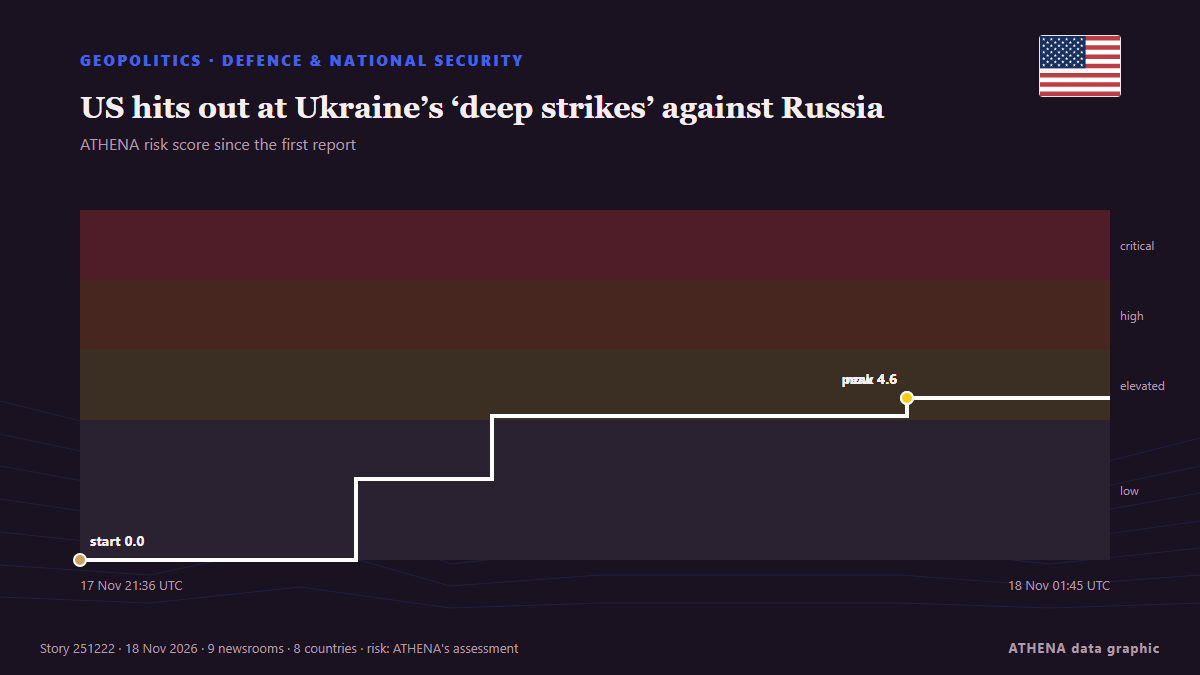 GEOPOLITICS · DEFENCE & NATIONAL SECURITY
US hits out at Ukraine’s ‘deep strikes’ against Russia
ATHENA risk score since the first report
critical
high
peak 4.6
elevated
low
start 0.0
17 Nov 21:36 UTC
18 Nov 01:45 UTC
Story 251222 · 18 Nov 2026 · 9 newsrooms · 8 countries · risk: ATHENA's assessment
ATHENA data graphic